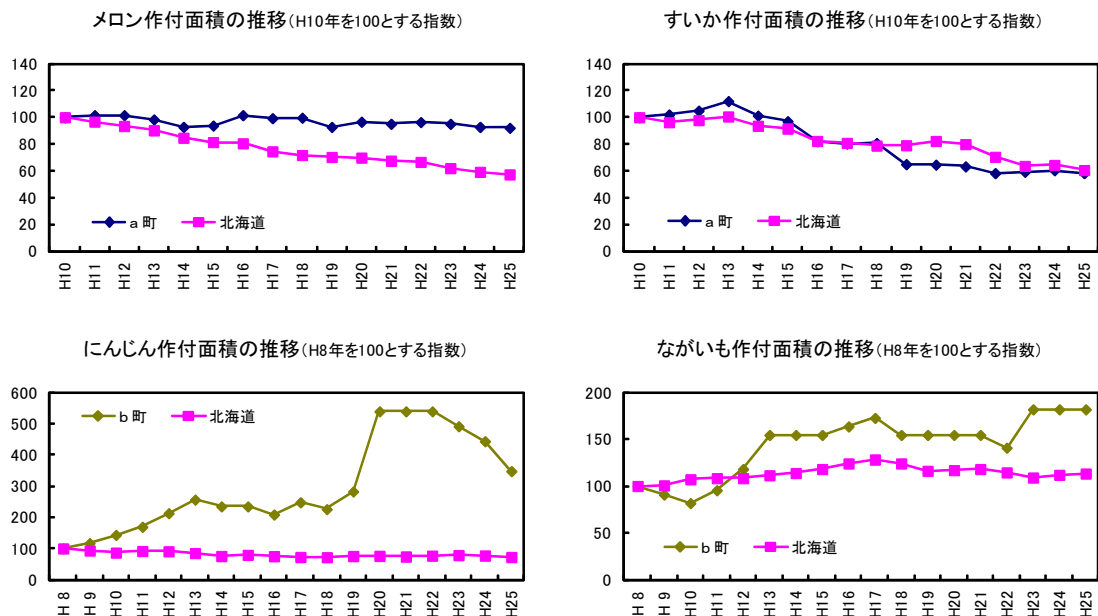 メロン作付面積の推移(H10年を100とする指数)
140
120
100
80
60
40
20
0
a 町 北海道
H10 H11 H12 H13 H14 H15 H16 H17 H18 H19 H20 H21 H22 H23 H24 H25
すいか作付面積の推移(H10年を100とする指数)
140
120
100
80
60
40
20
0
a 町 北海道
H10 H11 H12 H13 H14 H15 H16 H17 H18 H19 H20 H21 H22 H23 H24 H25
にんじん作付面積の推移(H8年を100とする指数)
600
500
400
300
200
100
0
b 町 北海道
H 8 H 9 H10 H11 H12 H13 H14 H15 H16 H17 H18 H19 H20 H21 H22 H23 H24 H25
ながいも作付面積の推移(H8年を100とする指数)
200
150
100
50
0
b 町 北海道
H 8 H 9 H10 H11 H12 H13 H14 H15 H16 H17 H18 H19 H20 H21 H22 H23 H24 H25